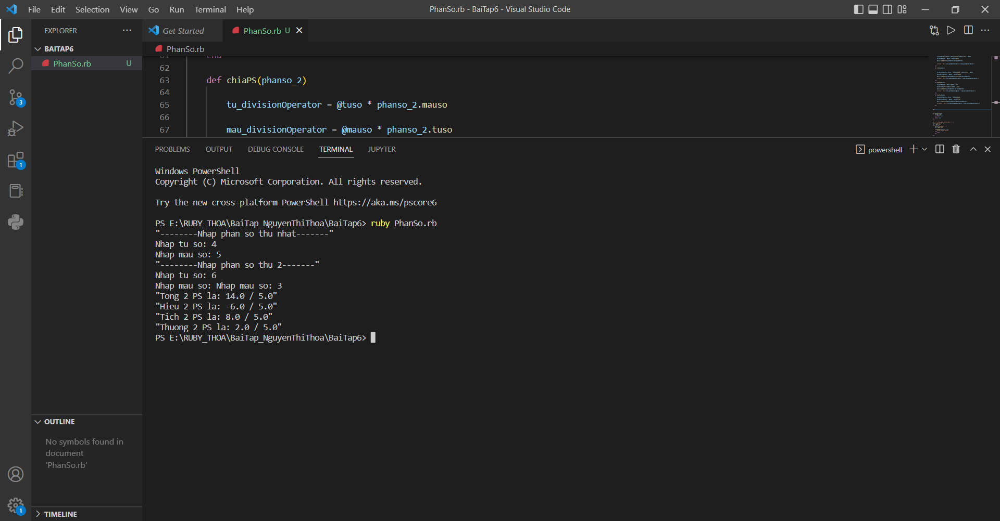 File Edit Selection View Go Run Terminal Help
PhanSo.rb - BaiTap6 - Visual Studio Code
EXPLORER
BAITAP6
PhanSo.rb U
3
1
OUTLINE
No symbols found in
document
'PhanSo.rb'
1
TIMELINE
Get Started PhanSo.rb U
PhanSo.rb
61 end
62
63 def chiaPS(phanso_2)
64
65 tu_divisionOperator = @tuso * phanso_2.mauso
66
67 mau_divisionOperator = @mauso * phanso_2.tuso
PROBLEMS OUTPUT DEBUG CONSOLE TERMINAL JUPYTER
powershell
Windows PowerShell
Copyright (C) Microsoft Corporation. All rights reserved.
Try the new cross-platform PowerShell https://aka.ms/pscore6
PS E:\RUBY_THOA\BaiTap_NguyenThiThoa\BaiTap6> ruby PhanSo.rb
"--------Nhap phan so thu nhat-------"
Nhap tu so: 4
Nhap mau so: 5
"--------Nhap phan so thu 2-------"
Nhap tu so: 6
Nhap mau so: Nhap mau so: 3
"Tong 2 PS la: 14.0 / 5.0"
"Hieu 2 PS la: -6.0 / 5.0"
"Tich 2 PS la: 8.0 / 5.0"
"Thuong 2 PS la: 2.0 / 5.0"
PS E:\RUBY_THOA\BaiTap_NguyenThiThoa\BaiTap6>